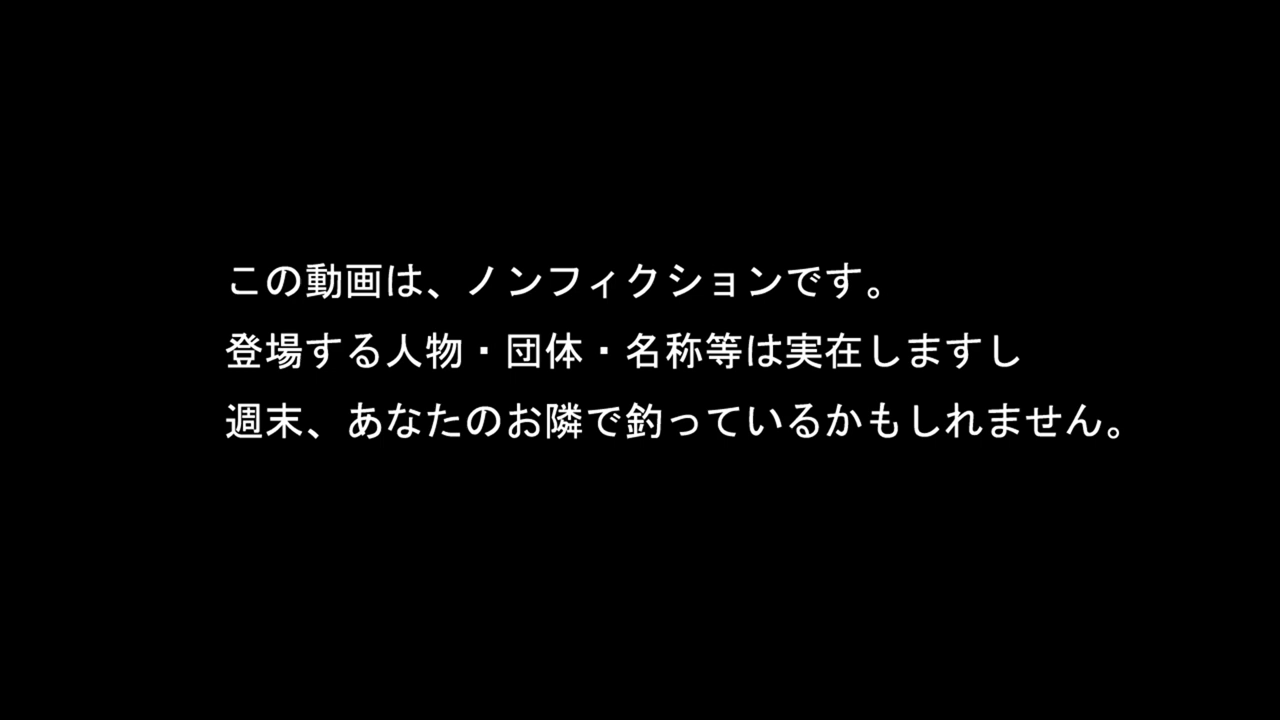 この動画は、ノンフィクションです。
登場する人物・団体・名称等は実在しますし
週末、あなたのお隣で釣っているかもしれません。